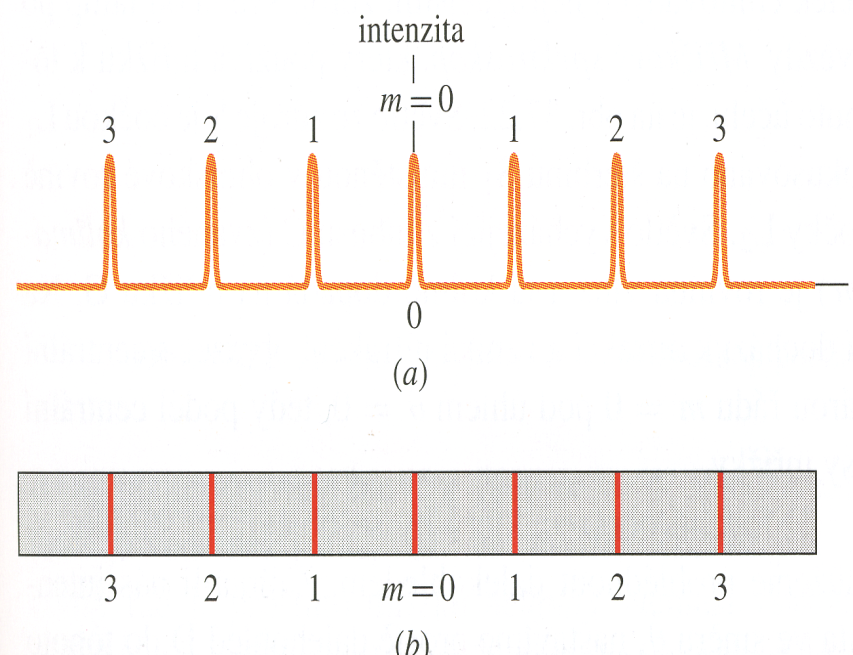 intenzita
m = 0
3 2 1 1 2 3
0
(a)
3 2 1 m = 0 1 2 3
(b)